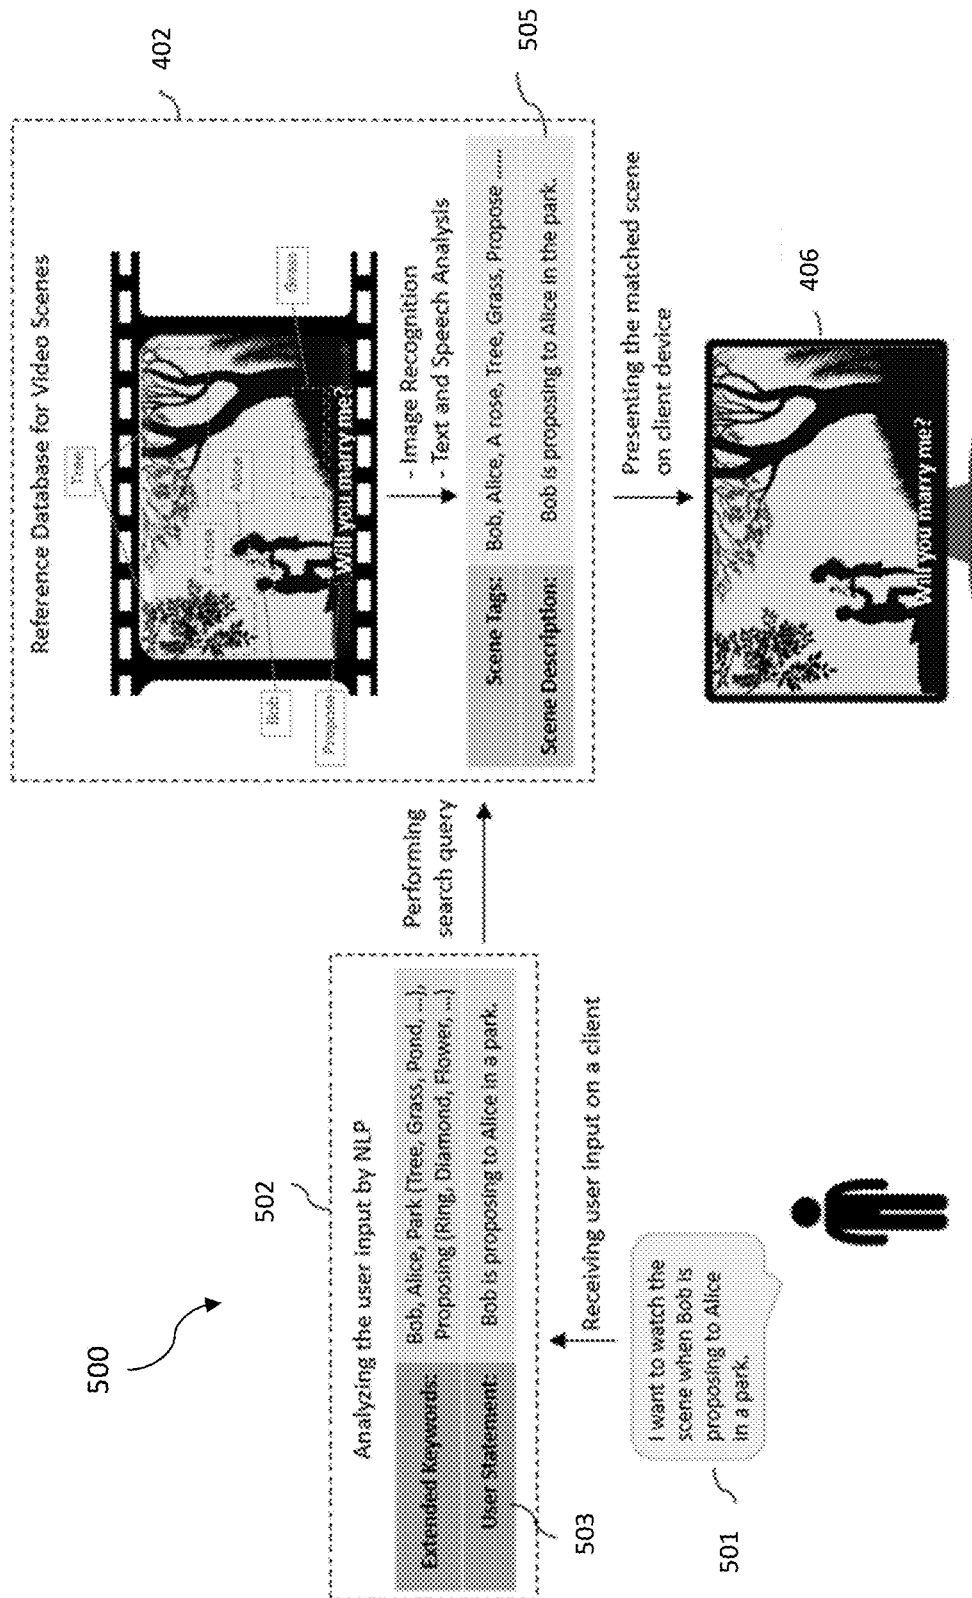 500
502
Analyzing the user input by NLP
Extended Keywords: Bob, Alice, Park (Tree, Grass, Pond, ...),
Proposing (Ring, Diamond, Flower, ...)
User Statement: Bob is proposing to Alice in a park.
503
Receiving user input on a client
I want to watch the
scene when Bob is
proposing to Alice
in a park.
501
Performing
search query
402
Reference Database for Video Scenes
Tree
Bob
A rose
Alice
Grass
Propose
Will you marry me?
- Image Recognition
- Text and Speech Analysis
Scene Tags: Bob, Alice, A rose, Tree, Grass, Propose ......
Scene Description: Bob is proposing to Alice in the park.
505
Presenting the matched scene
on client device
406
Will you marry me?